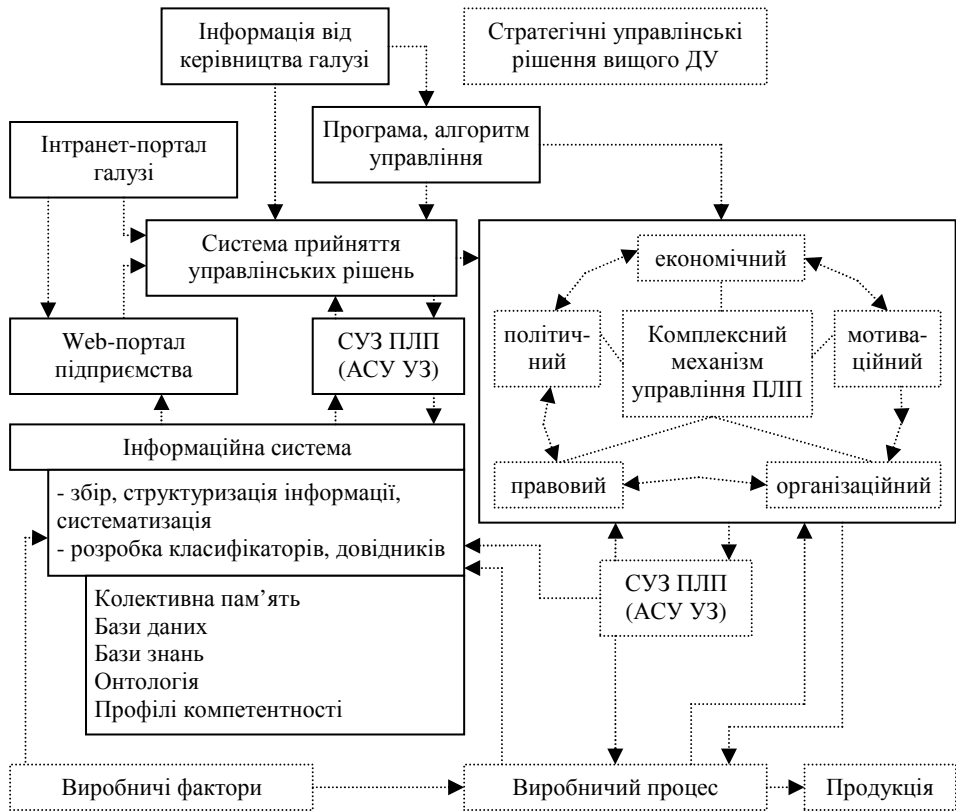 Інформація від
керівництва галузі
Стратегічні управлінські
рішення вищого ДУ
Програма, алгоритм
управління
Інтранет-портал
галузі
Система прийняття
управлінських рішень
економічний
політич-
ний
Комплексний
механізм
управління ПЛП
мотива-
ційний
Web-портал
підприємства
СУЗ ПЛП
(АСУ УЗ)
Інформаційна система
правовий
організаційний
- збір, структуризація інформації,
систематизація
- розробка класифікаторів, довідників
СУЗ ПЛП
(АСУ УЗ)
Колективна пам’ять
Бази даних
Бази знань
Онтологія
Профілі компетентності
Виробничі фактори
Виробничий процес
Продукція